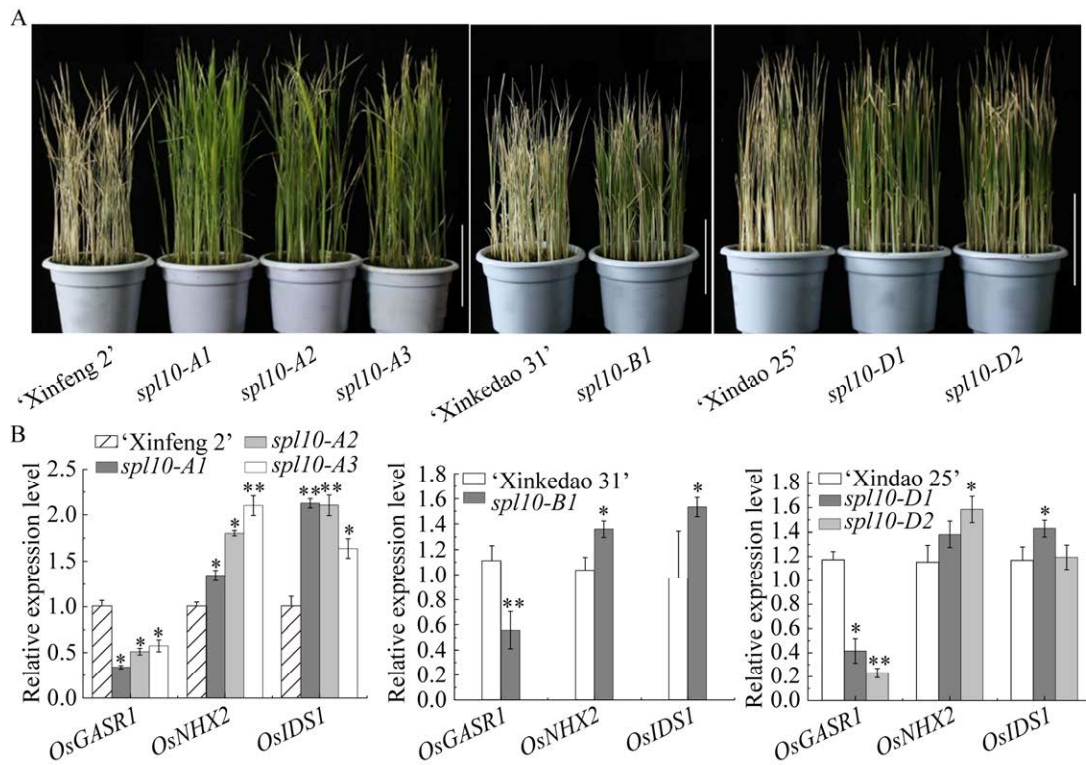 A
‘Xinfeng 2’
spl10-A1
spl10-A2
spl10-A3
‘Xinkedao 31’
spl10-B1
‘Xindao 25’
spl10-D1
spl10-D2
B
Relative expression level
2.5
2.0
1.5
1.0
0.5
0.0
‘Xinfeng 2’
spl10-A2
spl10-A1
spl10-A3
* * *
* * **
** ** *
OsGASR1
OsNHX2
OsIDS1
Relative expression level
1.8
1.6
1.4
1.2
1.0
0.8
0.6
0.4
0.2
0.0
‘Xinkedao 31’
spl10-B1
**
*
*
OsGASR1
OsNHX2
OsIDS1
Relative expression level
1.8
1.6
1.4
1.2
1.0
0.8
0.6
0.4
0.2
0.0
‘Xindao 25’
spl10-D1
spl10-D2
* **
*
*
OsGASR1
OsNHX2
OsIDS1